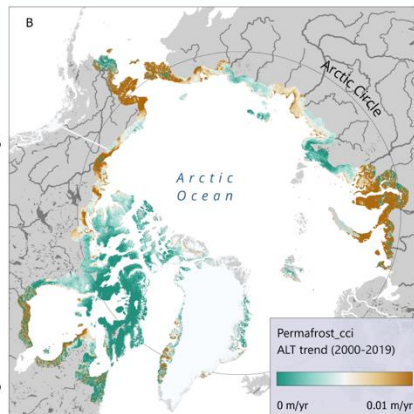 B
Arctic Circle
Arctic
Ocean
Permafrost_cci
ALT trend (2000-2019)
0 m/yr 0.01 m/yr